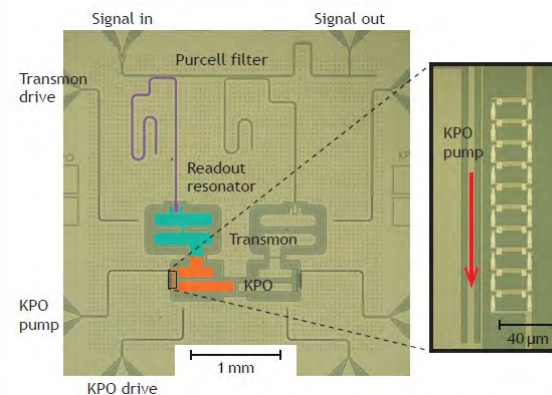 Signal in
Signal out
Purcell filter
Transmon
drive
KPO
pump
Readout
resonator
Transmon
KPO
KPO
pump
40 µm
1 mm
KPO drive